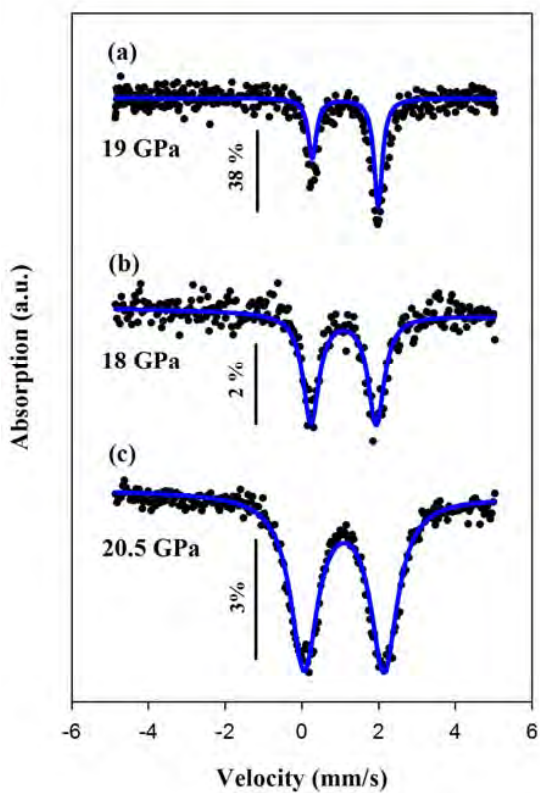 (a)
19 GPa
38 %
(b)
18 GPa
2 %
(c)
20.5 GPa
3%
Absorption (a.u.)
-6 -4 -2 0 2 4 6
Velocity (mm/s)